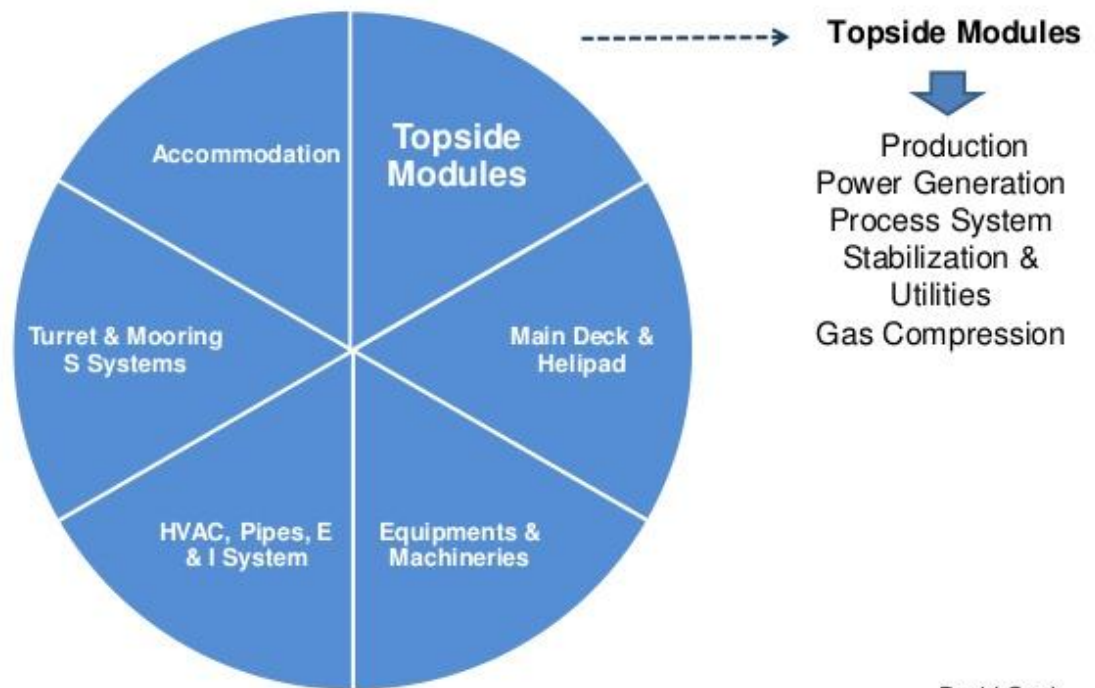 Topside Modules
Production
Power Generation
Process System
Stabilization &
Utilities
Gas Compression
Accommodation
Topside
Modules
Turret & Mooring
S Systems
Main Deck &
Helipad
HVAC, Pipes, E
& I System
Equipments &
Machineries